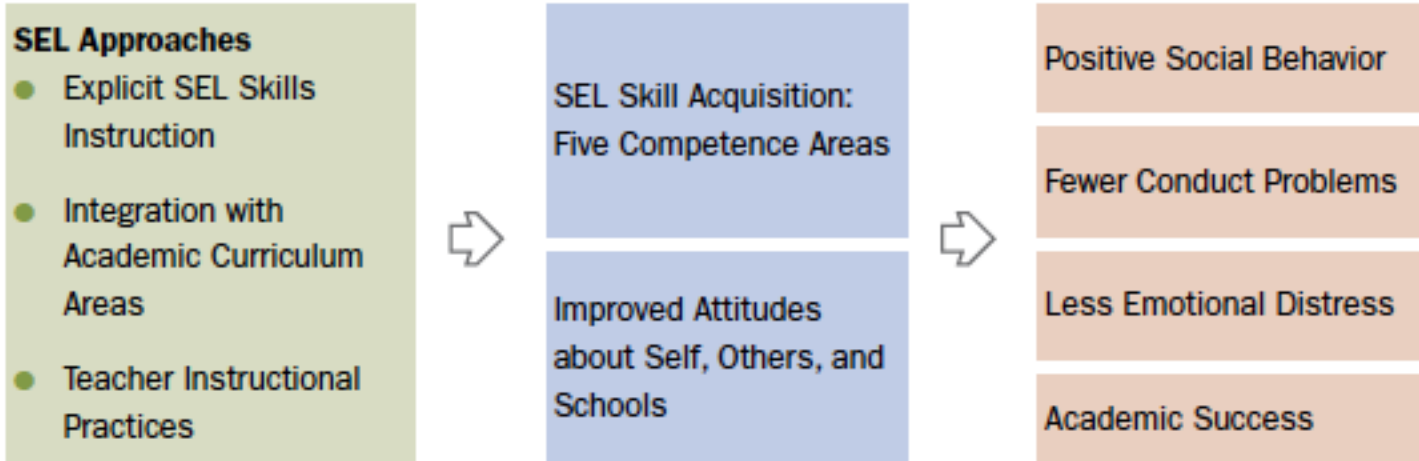 SEL Approaches
Explicit SEL Skills
Instruction
Integration with
Academic Curriculum
Areas
Teacher Instructional
Practices
SEL Skill Acquisition:
Five Competence Areas
Improved Attitudes
about Self, Others, and
Schools
Positive Social Behavior
Fewer Conduct Problems
Less Emotional Distress
Academic Success